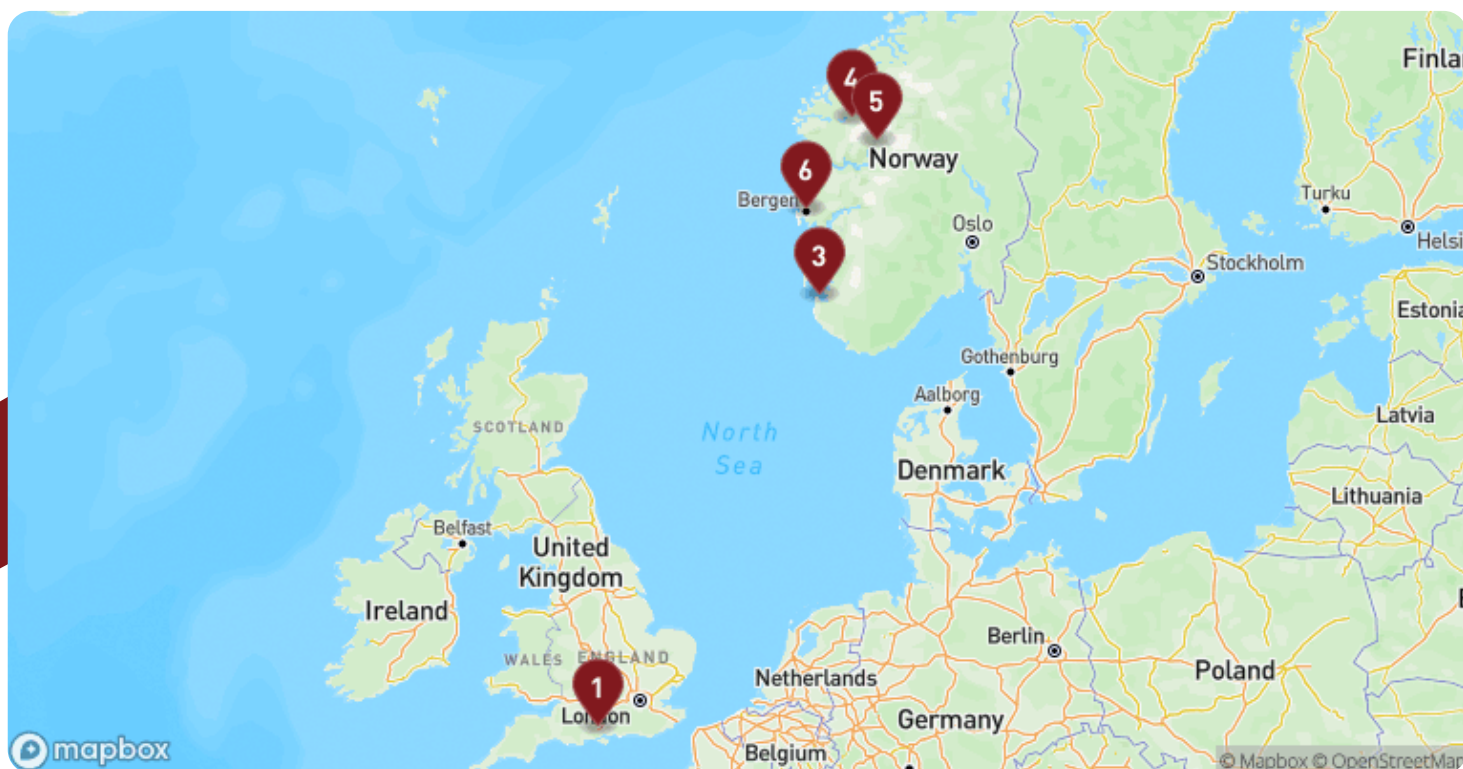 Finla
4
5
Norway
6
Bergen
Turku
Oslo
Helsi
3
Stockholm
Estonia
Gothenburg
Aalborg
Latvia
SCOTLAND
North
Sea
Denmark
Lithuania
Belfast
United
Kingdom
Ireland
Berlin
WALES
ENGLAND
Netherlands
Poland
1
London
Germany
Belgium
mapbox
© Mapbox © OpenStreetMap